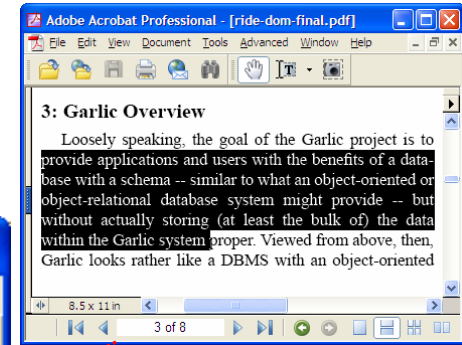 Adobe Acrobat Professional - [ride-dom-final.pdf]
File Edit View Document Tools Advanced Window Help
3: Garlic Overview
Loosely speaking, the goal of the Garlic project is to
provide applications and users with the benefits of a data-
base with a schema -- similar to what an object-oriented or
object-relational database system might provide -- but
without actually storing (at least the bulk of) the data
within the Garlic system proper. Viewed from above, then,
Garlic looks rather like a DBMS with an object-oriented
8.5 x 11 in
3 of 8